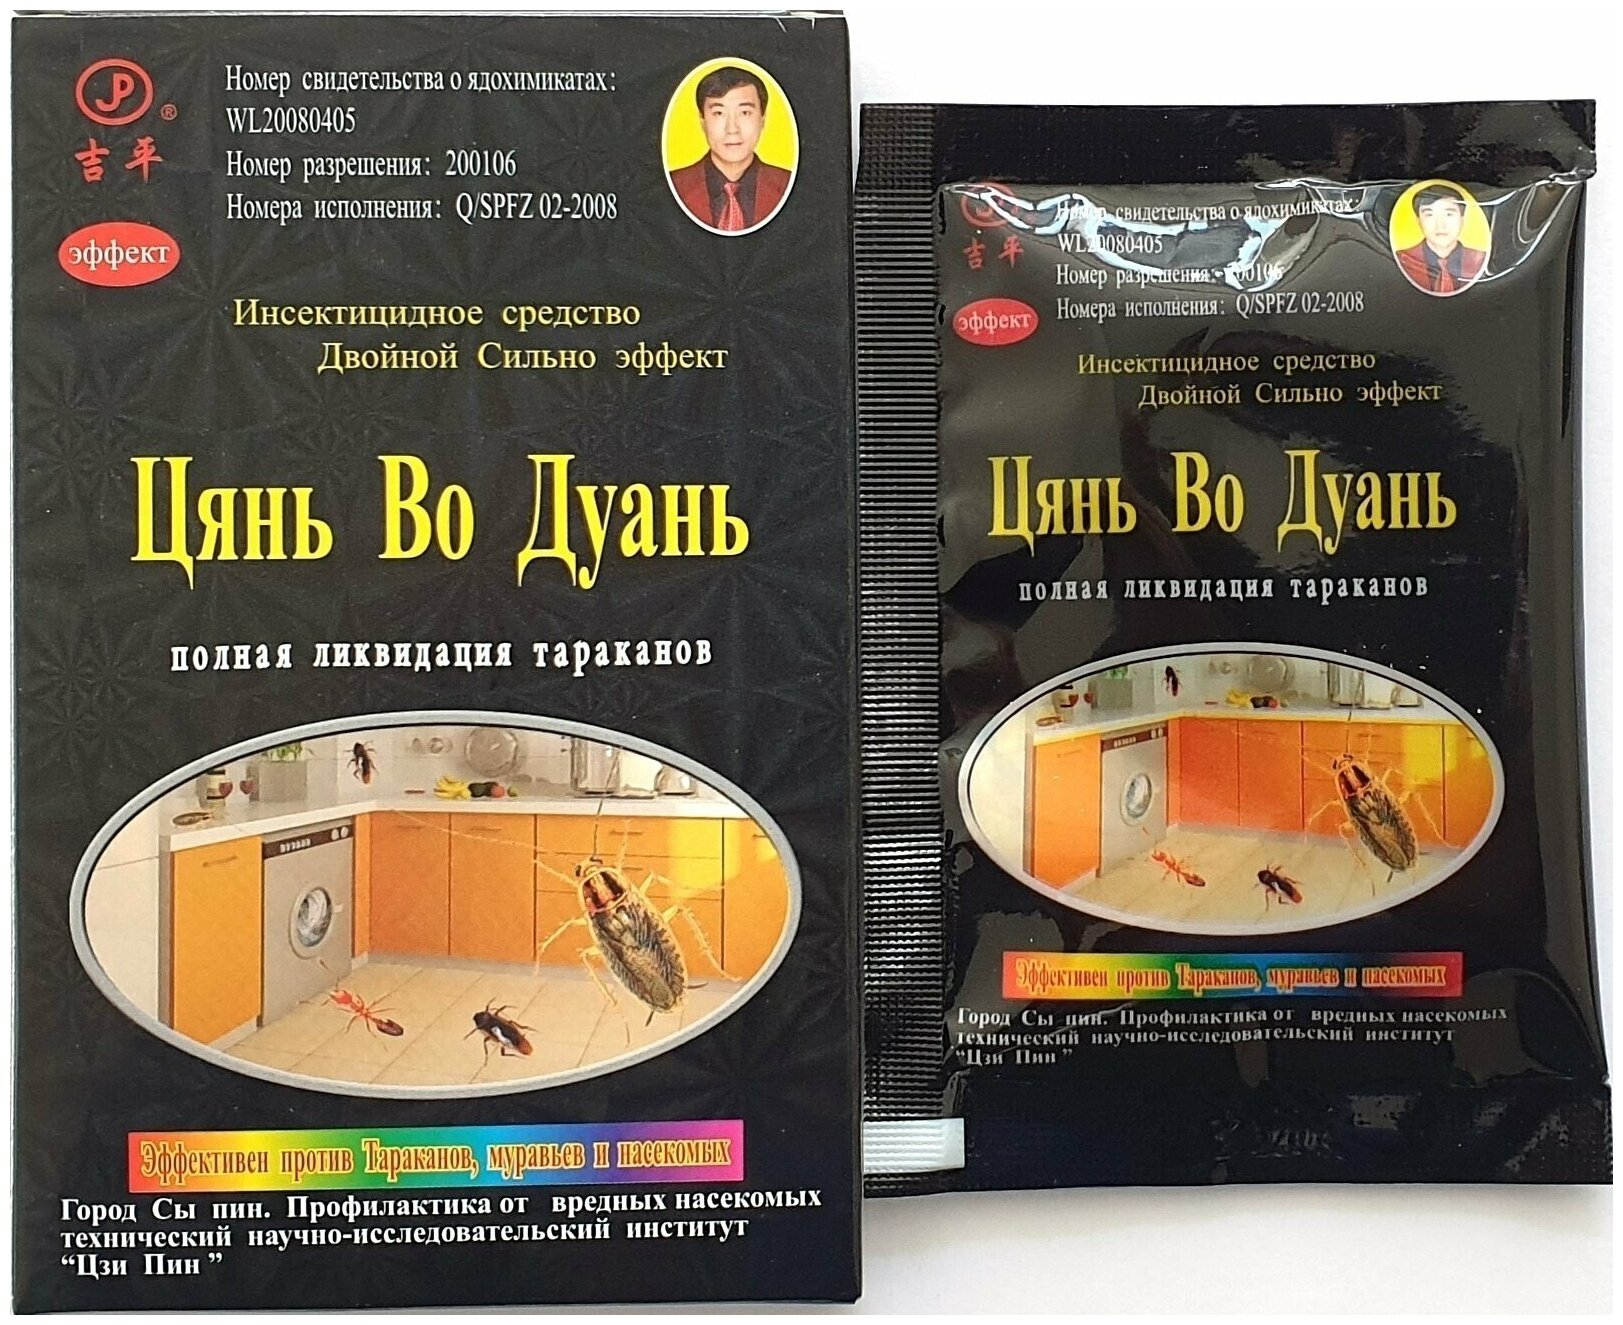 JP
®
吉平
Номер свидетельства о ядохимикатах:
WL20080405
Номер разрешения: 200106
Номера исполнения: Q/SPFZ 02-2008
эффект
Инсектицидное средство
Двойной Сильно эффект
Цянь Во Дуань
полная ликвидация тараканов
Эффективен против Тараканов, муравьев и насекомых
Город Сы пин. Профилактика от вредных насекомых
технический научно-исследовательский институт
“Цзи Пин”
吉平
Номер свидетельства о ядохимикатах:
WL20080405
Номер разрешения: 200106
Номера исполнения: Q/SPFZ 02-2008
эффект
Инсектицидное средство
Двойной Сильно эффект
Цянь Во Дуань
полная ликвидация тараканов
Эффективен против Тараканов, муравьев и насекомых
Город Сы пин. Профилактика от вредных насекомых
технический научно-исследовательский институт
“Цзи Пин”